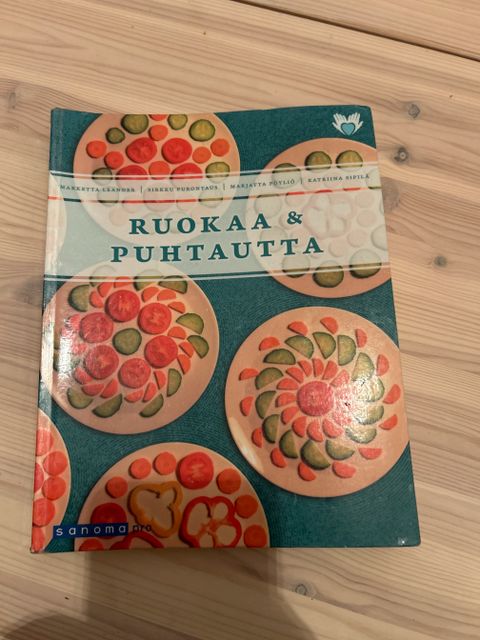 MARKETTA LEANDER | SIRKKU PURONTAUS | MARJATTA PÖYLIÖ | KATRIINA SIPILÄ
RUOKAA &
PUHTAUTTA
sanoma pro